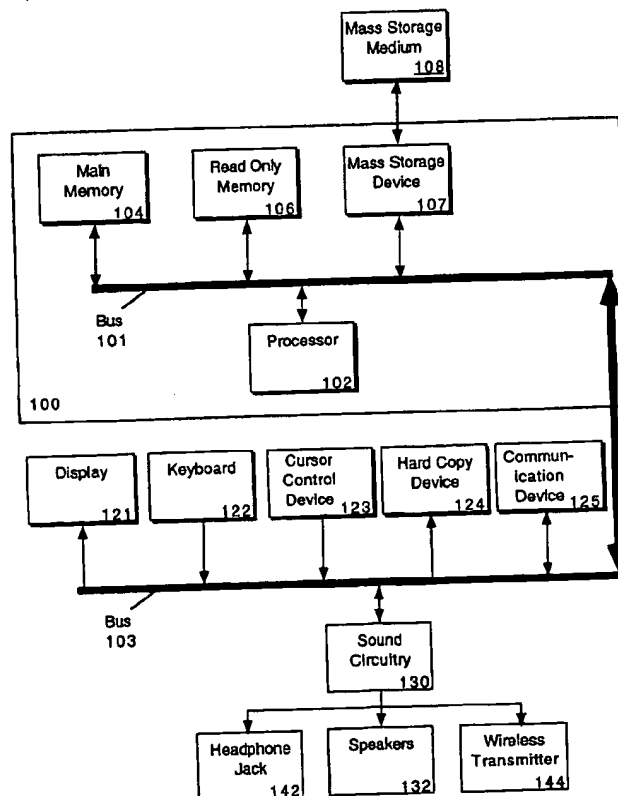 Mass Storage
Medium
108
Main
Memory
104
Read Only
Memory
106
Mass Storage
Device
107
Bus
101
Processor
102
100
Display
121
Keyboard
122
Cursor
Control
Device
123
Hard Copy
Device
124
Commun-
ication
Device
125
Bus
103
Sound
Circuitry
130
Headphone
Jack
142
Speakers
132
Wireless
Transmitter
144